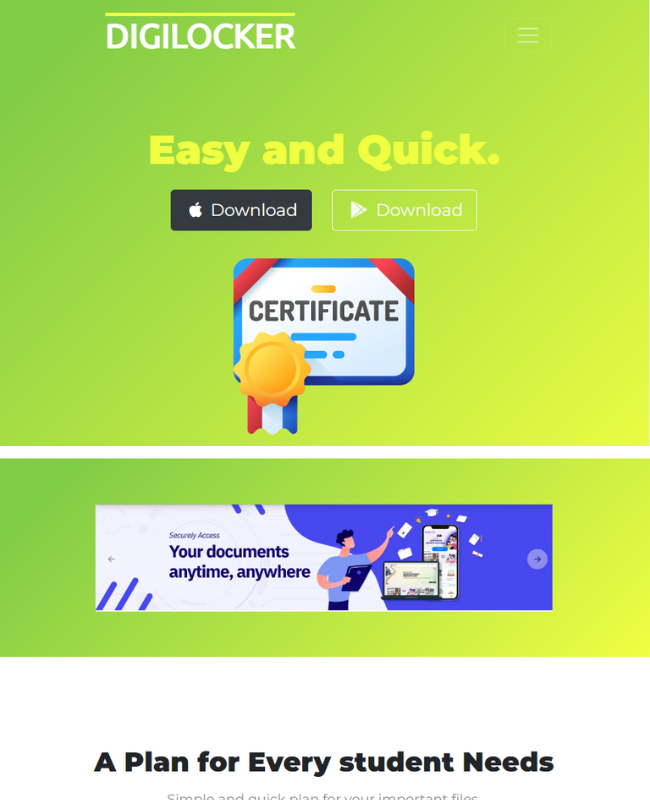 DIGILOCKER
Easy and Quick.
Download
Download
CERTIFICATE
Securely Access
Your documents
anytime, anywhere
A Plan for Every student Needs
Simple and quick plan for your important files